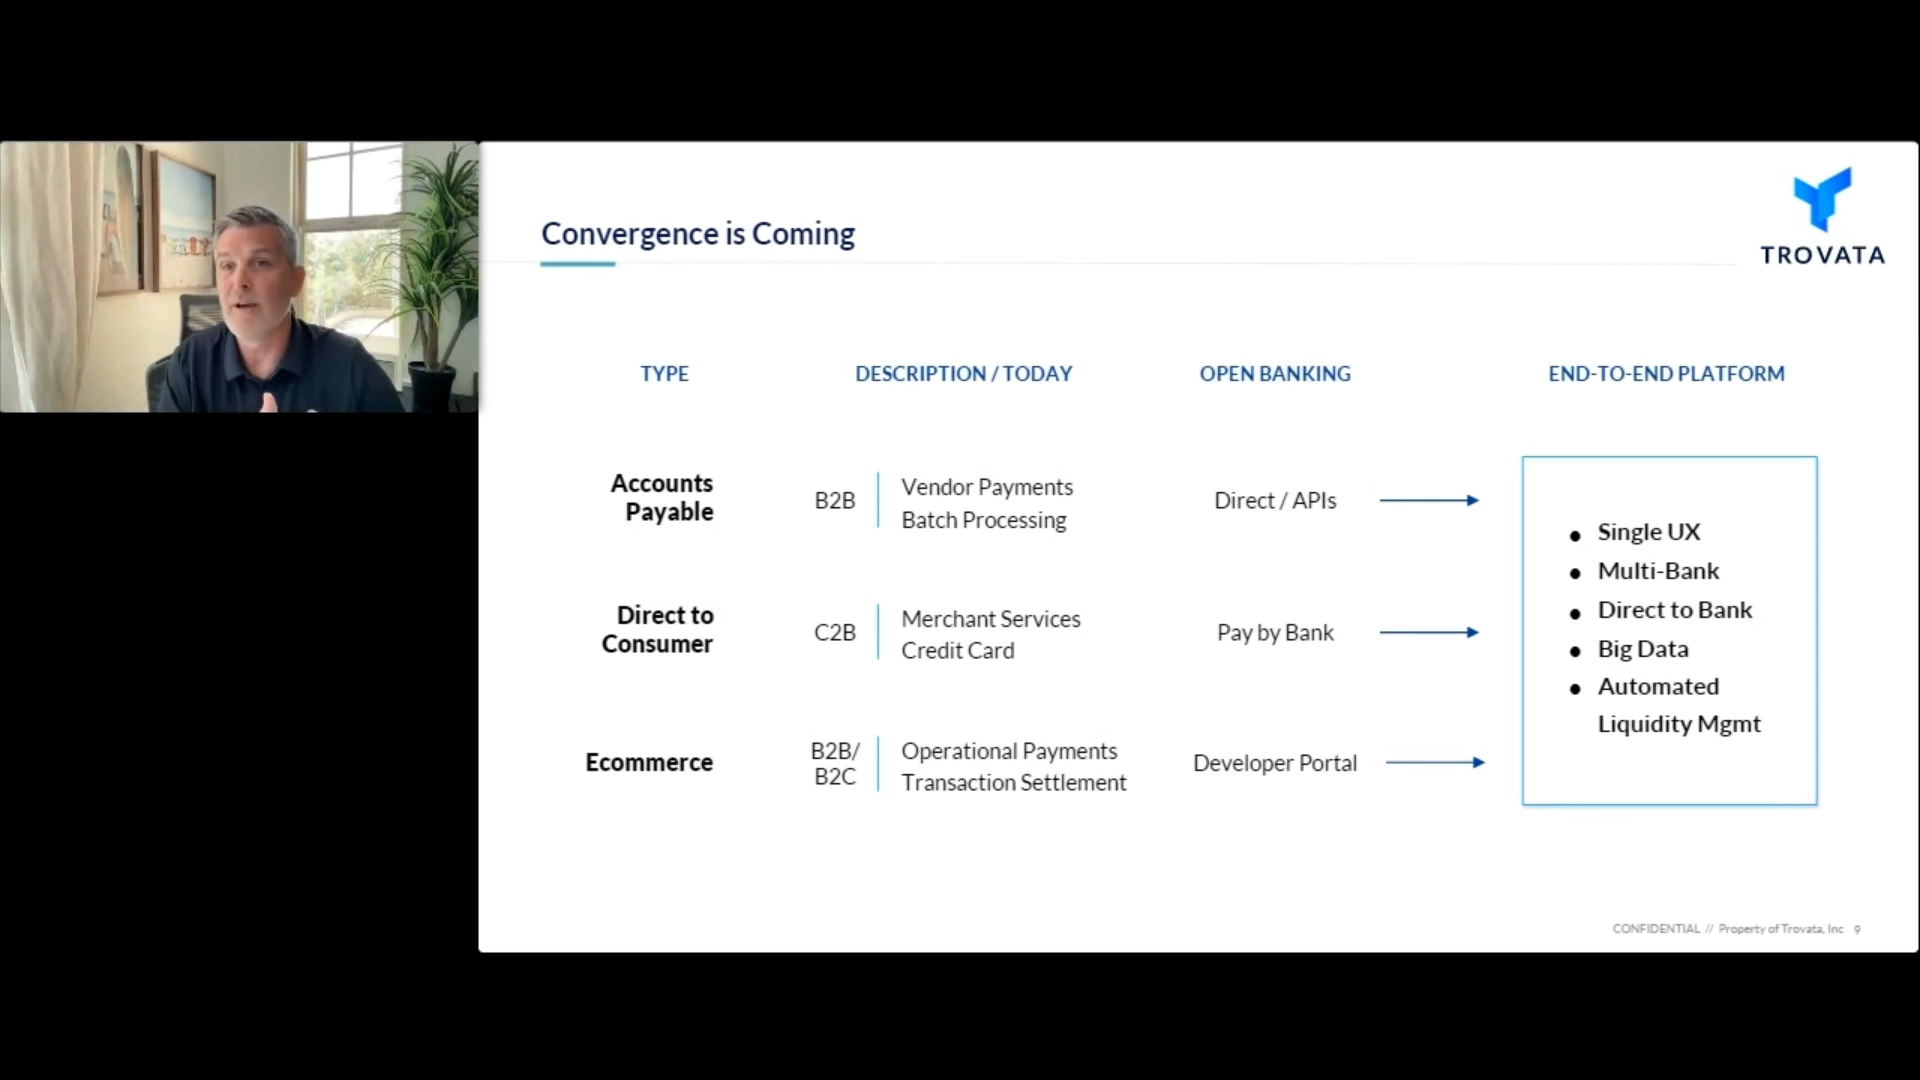 Convergence is Coming
TROVATA
TYPE
DESCRIPTION / TODAY
OPEN BANKING
END-TO-END PLATFORM
Accounts
Payable
B2B
Vendor Payments
Batch Processing
Direct / APIs
Direct to
Consumer
C2B
Merchant Services
Credit Card
Pay by Bank
Ecommerce
B2B/
B2C
Operational Payments
Transaction Settlement
Developer Portal
● Single UX
● Multi-Bank
● Direct to Bank
● Big Data
● Automated
Liquidity Mgmt
CONFIDENTIAL // Property of Trovata, Inc 9